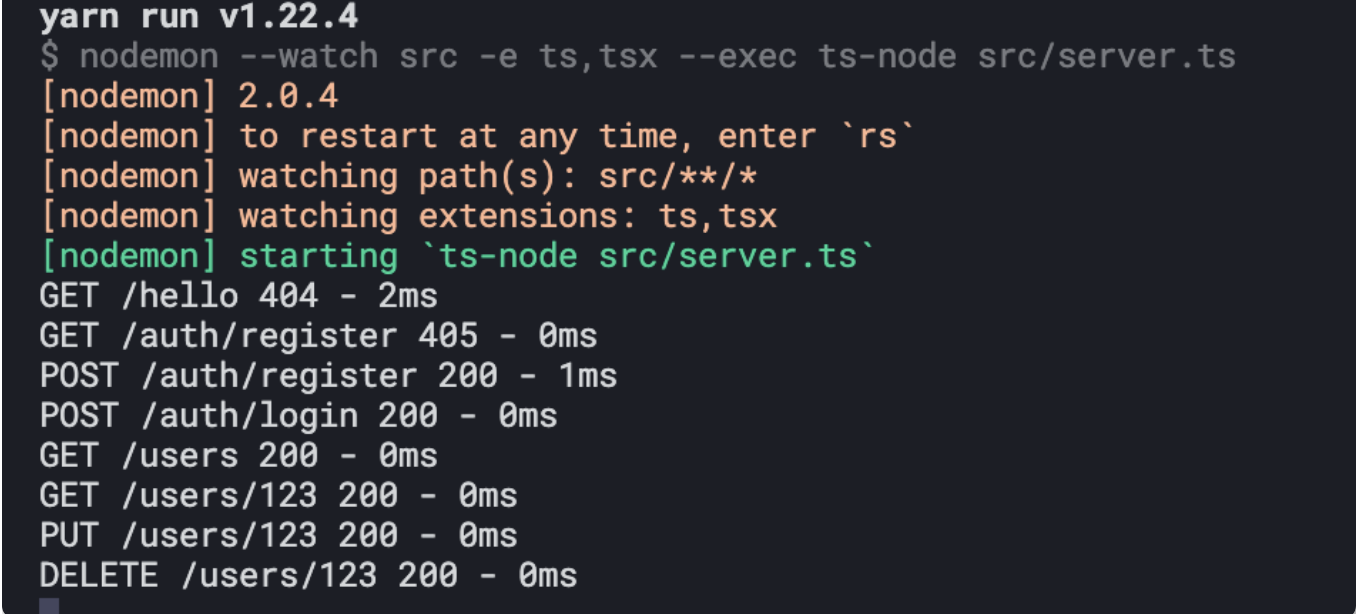 yarn run v1.22.4
$ nodemon --watch src -e ts,tsx --exec ts-node src/server.ts
[nodemon] 2.0.4
[nodemon] to restart at any time, enter `rs`
[nodemon] watching path(s): src/**/*
[nodemon] watching extensions: ts,tsx
[nodemon] starting `ts-node src/server.ts`
GET /hello 404 - 2ms
GET /auth/register 405 - 0ms
POST /auth/register 200 - 1ms
POST /auth/login 200 - 0ms
GET /users 200 - 0ms
GET /users/123 200 - 0ms
PUT /users/123 200 - 0ms
DELETE /users/123 200 - 0ms